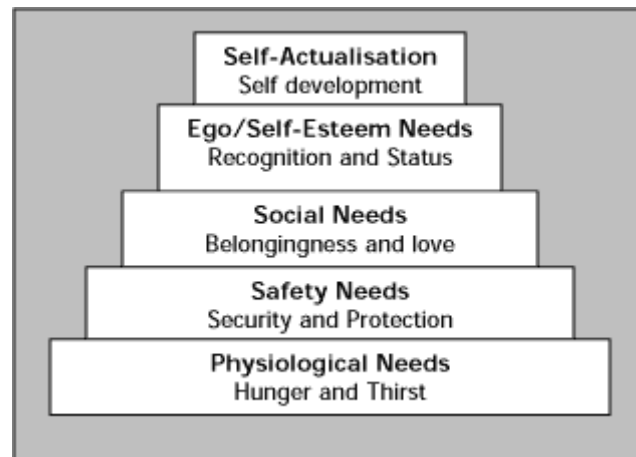 Self-Actualisation
Self development
Ego/Self-Esteem Needs
Recognition and Status
Social Needs
Belongingness and love
Safety Needs
Security and Protection
Physiological Needs
Hunger and Thirst